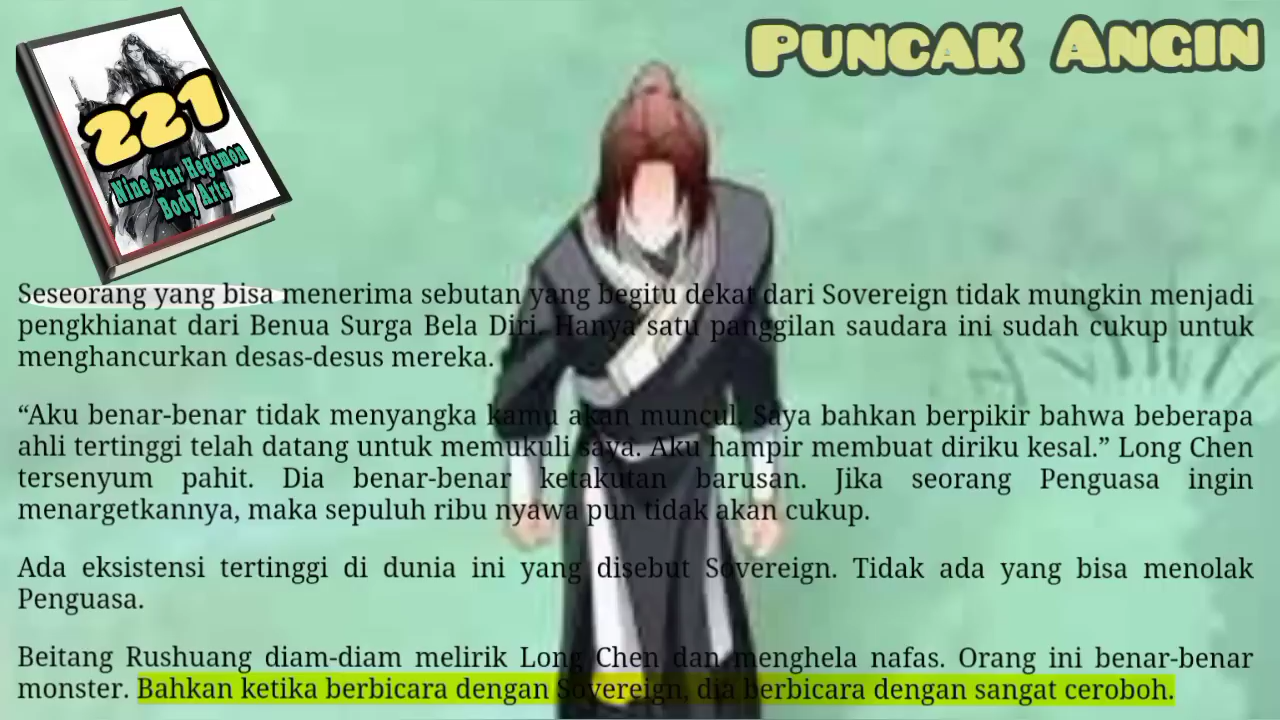 PUNCAK ANGIN
221
Nine Star Hegemon
Body Arts
Seseorang yang bisa menerima sebutan yang begitu dekat dari Sovereign tidak mungkin menjadi
pengkhianat dari Benua Surga Bela Diri. Hanya satu panggilan saudara ini sudah cukup untuk
menghancurkan desas-desus mereka.
“Aku benar-benar tidak menyangka kamu akan muncul. Saya bahkan berpikir bahwa beberapa
ahli tertinggi telah datang untuk memukuli saya. Aku hampir membuat diriku kesal.” Long Chen
tersenyum pahit. Dia benar-benar ketakutan barusan. Jika seorang Penguasa ingin
menargetkannya, maka sepuluh ribu nyawa pun tidak akan cukup.
Ada eksistensi tertinggi di dunia ini yang disebut Sovereign. Tidak ada yang bisa menolak
Penguasa.
Beitang Rushuang diam-diam melirik Long Chen dan menghela nafas. Orang ini benar-benar
monster. Bahkan ketika berbicara dengan Sovereign, dia berbicara dengan sangat ceroboh.